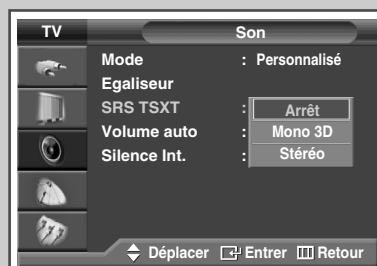 TV Son
Mode : Personnalisé
Egaliseur
SRS TSXT : Arrêt
Volume auto : Mono 3D
Silence Int. : Stéréo
Déplacer Entrer Retour